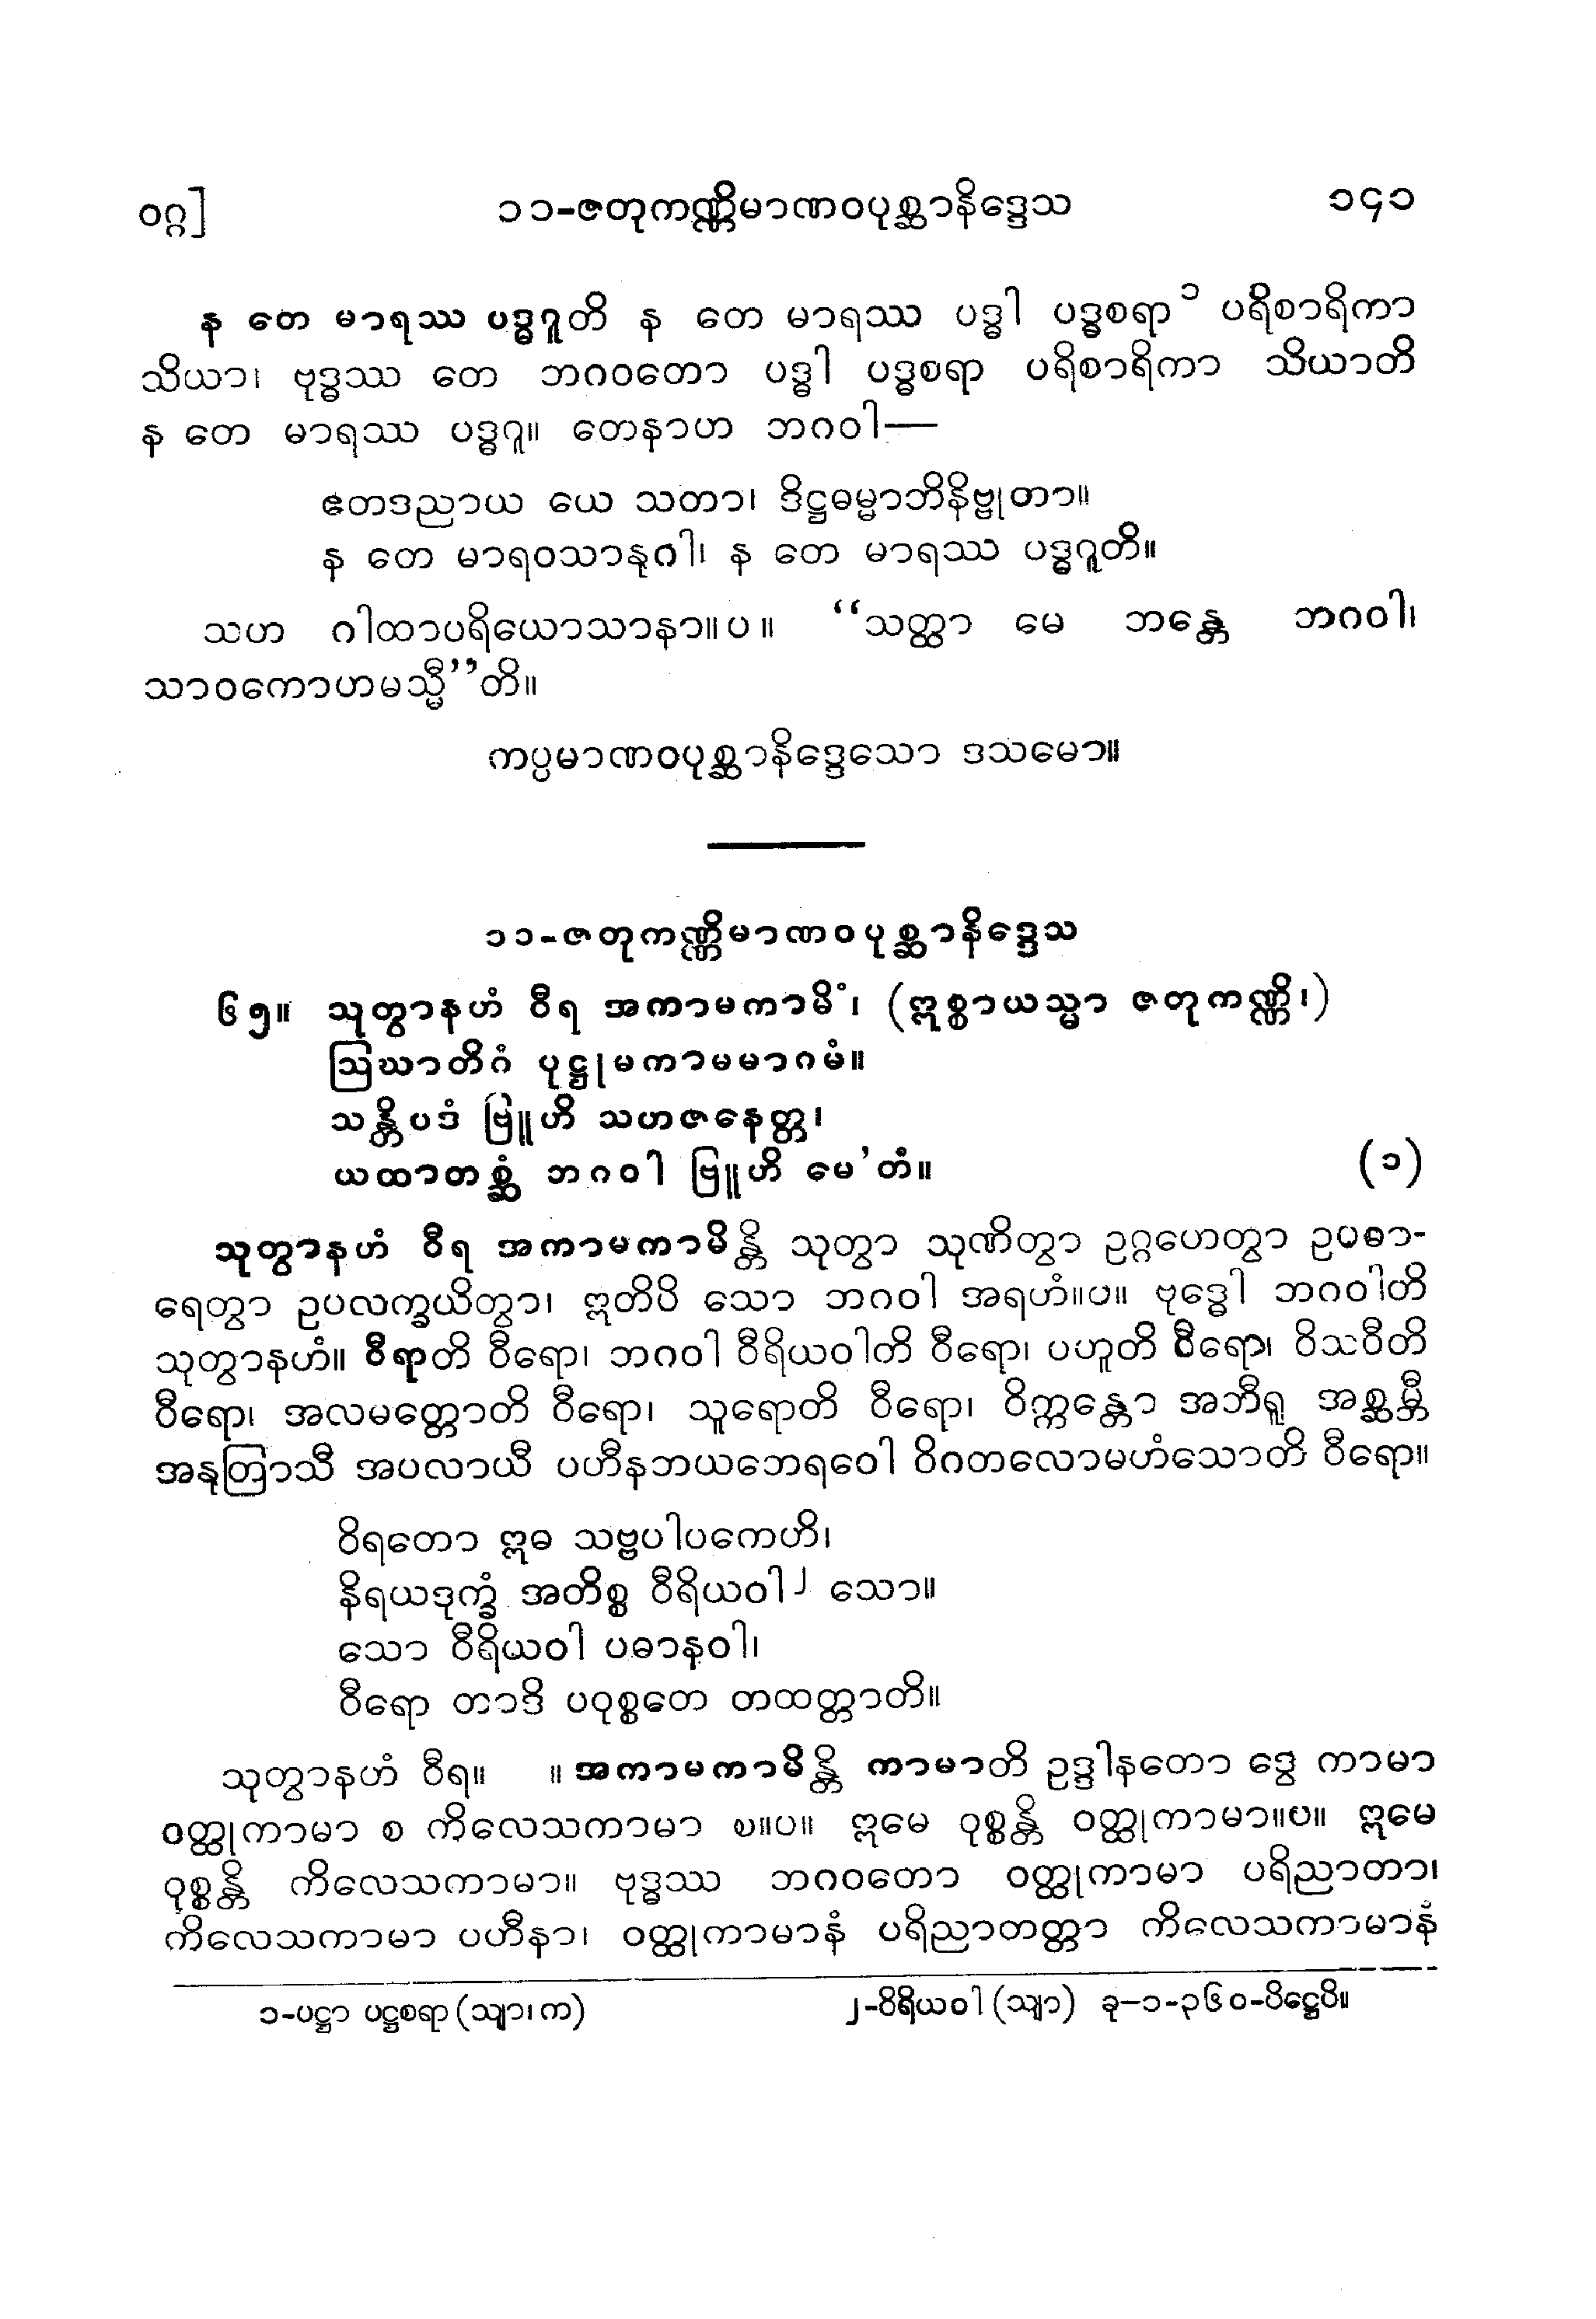 ဝဂ္ဂ] ၁၁-ဇတုကဏ္ဏိမာဏဝပုစ္ဆာနိဒ္ဒေသ ၁၄၁
န တေ မာရဿ ပဒ္ဓဂူတိ န တေ မာရဿ ပဒ္ဓါ ပဒ္ဓစရာ ၁ ပရိစာရိကာ
သိယာ၊ ဗုဒ္ဓဿ တေ ဘဂဝတော ပဒ္ဓါ ပဒ္ဓစရာ ပရိစာရိကာ သိယာတိ
န တေ မာရဿ ပဒ္ဓဂူ။ တေနာဟ ဘဂဝါ—
ဧတဒညာယ ယေ သတာ၊ ဒိဋ္ဌဓမ္မာဘိနိဗ္ဗုတာ။
န တေ မာရဝသာနုဂါ၊ န တေ မာရဿ ပဒ္ဓဂူတိ။
သဟ ဂါထာပရိယောသာနာ။ပ။ “သတ္ထာ မေ ဘန္တေ ဘဂဝါ၊
သာဝကောဟမသ္မီ”တိ။
ကပ္ပမာဏဝပုစ္ဆာနိဒ္ဒေသော ဒသမော။
၁၁-ဇတုကဏ္ဏိမာဏဝပုစ္ဆာနိဒ္ဒေသ
၆၅။ သုတွာနဟံ ဝီရ အကာမကာမိံ၊ (ဣစ္စာယသ္မာ ဇတုကဏ္ဏိ၊)
ဩဃာတိဂံ ပုဋ္ဌုမကာမမာဂမံ။
သန္တိပဒံ ဗြူဟိ သဟဇနေတ္တ၊
ယထာတစ္ဆံ ဘဂဝါ ဗြူဟိ မေ’တံ။ (၁)
သုတွာနဟံ ဝီရ အကာမကာမိန္တိ သုတွာ သုဏိတွာ ဥဂ္ဂဟေတွာ ဥပဓာ-
ရေတွာ ဥပလက္ခယိတွာ၊ ဣတိပိ သော ဘဂဝါ အရဟံ။ပ။ ဗုဒ္ဓေါ ဘဂဝါတိ
သုတွာနဟံ။ ဝီရာတိ ဝီရော၊ ဘဂဝါ ဝီရိယဝါတိ ဝီရော၊ ပဟူတိ ဝီရော၊ ဝိသဝီတိ
ဝီရော၊ အလမတ္တောတိ ဝီရော၊ သူရောတိ ဝီရော၊ ဝိက္ကန္တော အဘီရူ အစ္ဆမ္ဘီ
အနုတြာသီ အပလာယီ ပဟီနဘယဘေရဝေါ ဝိဂတလောမဟံသောတိ ဝီရော။
ဝိရတော ဣဓ သဗ္ဗပါပကေဟိ၊
နိရယဒုက္ခံ အတိစ္စ ဝီရိယဝါ ၂ သော။
သော ဝီရိယဝါ ပဓာနဝါ၊
ဝီရော တာဒိ ပဝုစ္စတေ တထတ္တာတိ။
သုတွာနဟံ ဝီရ။ ။ အကာမကာမိန္တိ ကာမာတိ ဥဒ္ဒါနတော ဒွေ ကာမာ
ဝတ္ထုကာမာ စ ကိလေသကာမာ စ။ပ။ ဣမေ ဝုစ္စန္တိ ဝတ္ထုကာမာ။ပ။ ဣမေ
ဝုစ္စန္တိ ကိလေသကာမာ။ ဗုဒ္ဓဿ ဘဂဝတော ဝတ္ထုကာမာ ပရိညာတာ၊
ကိလေသကာမာ ပဟီနာ၊ ဝတ္ထုကာမာနံ ပရိညာတတ္တာ ကိလေသကာမာနံ
၁-ပဋ္ဌာ ပဋ္ဌစရာ (သျာ၊ က) ၂-ဝိရိယဝါ (သျာ) ခု-၁-၃၆၀-ပိဋ္ဌေပိ။